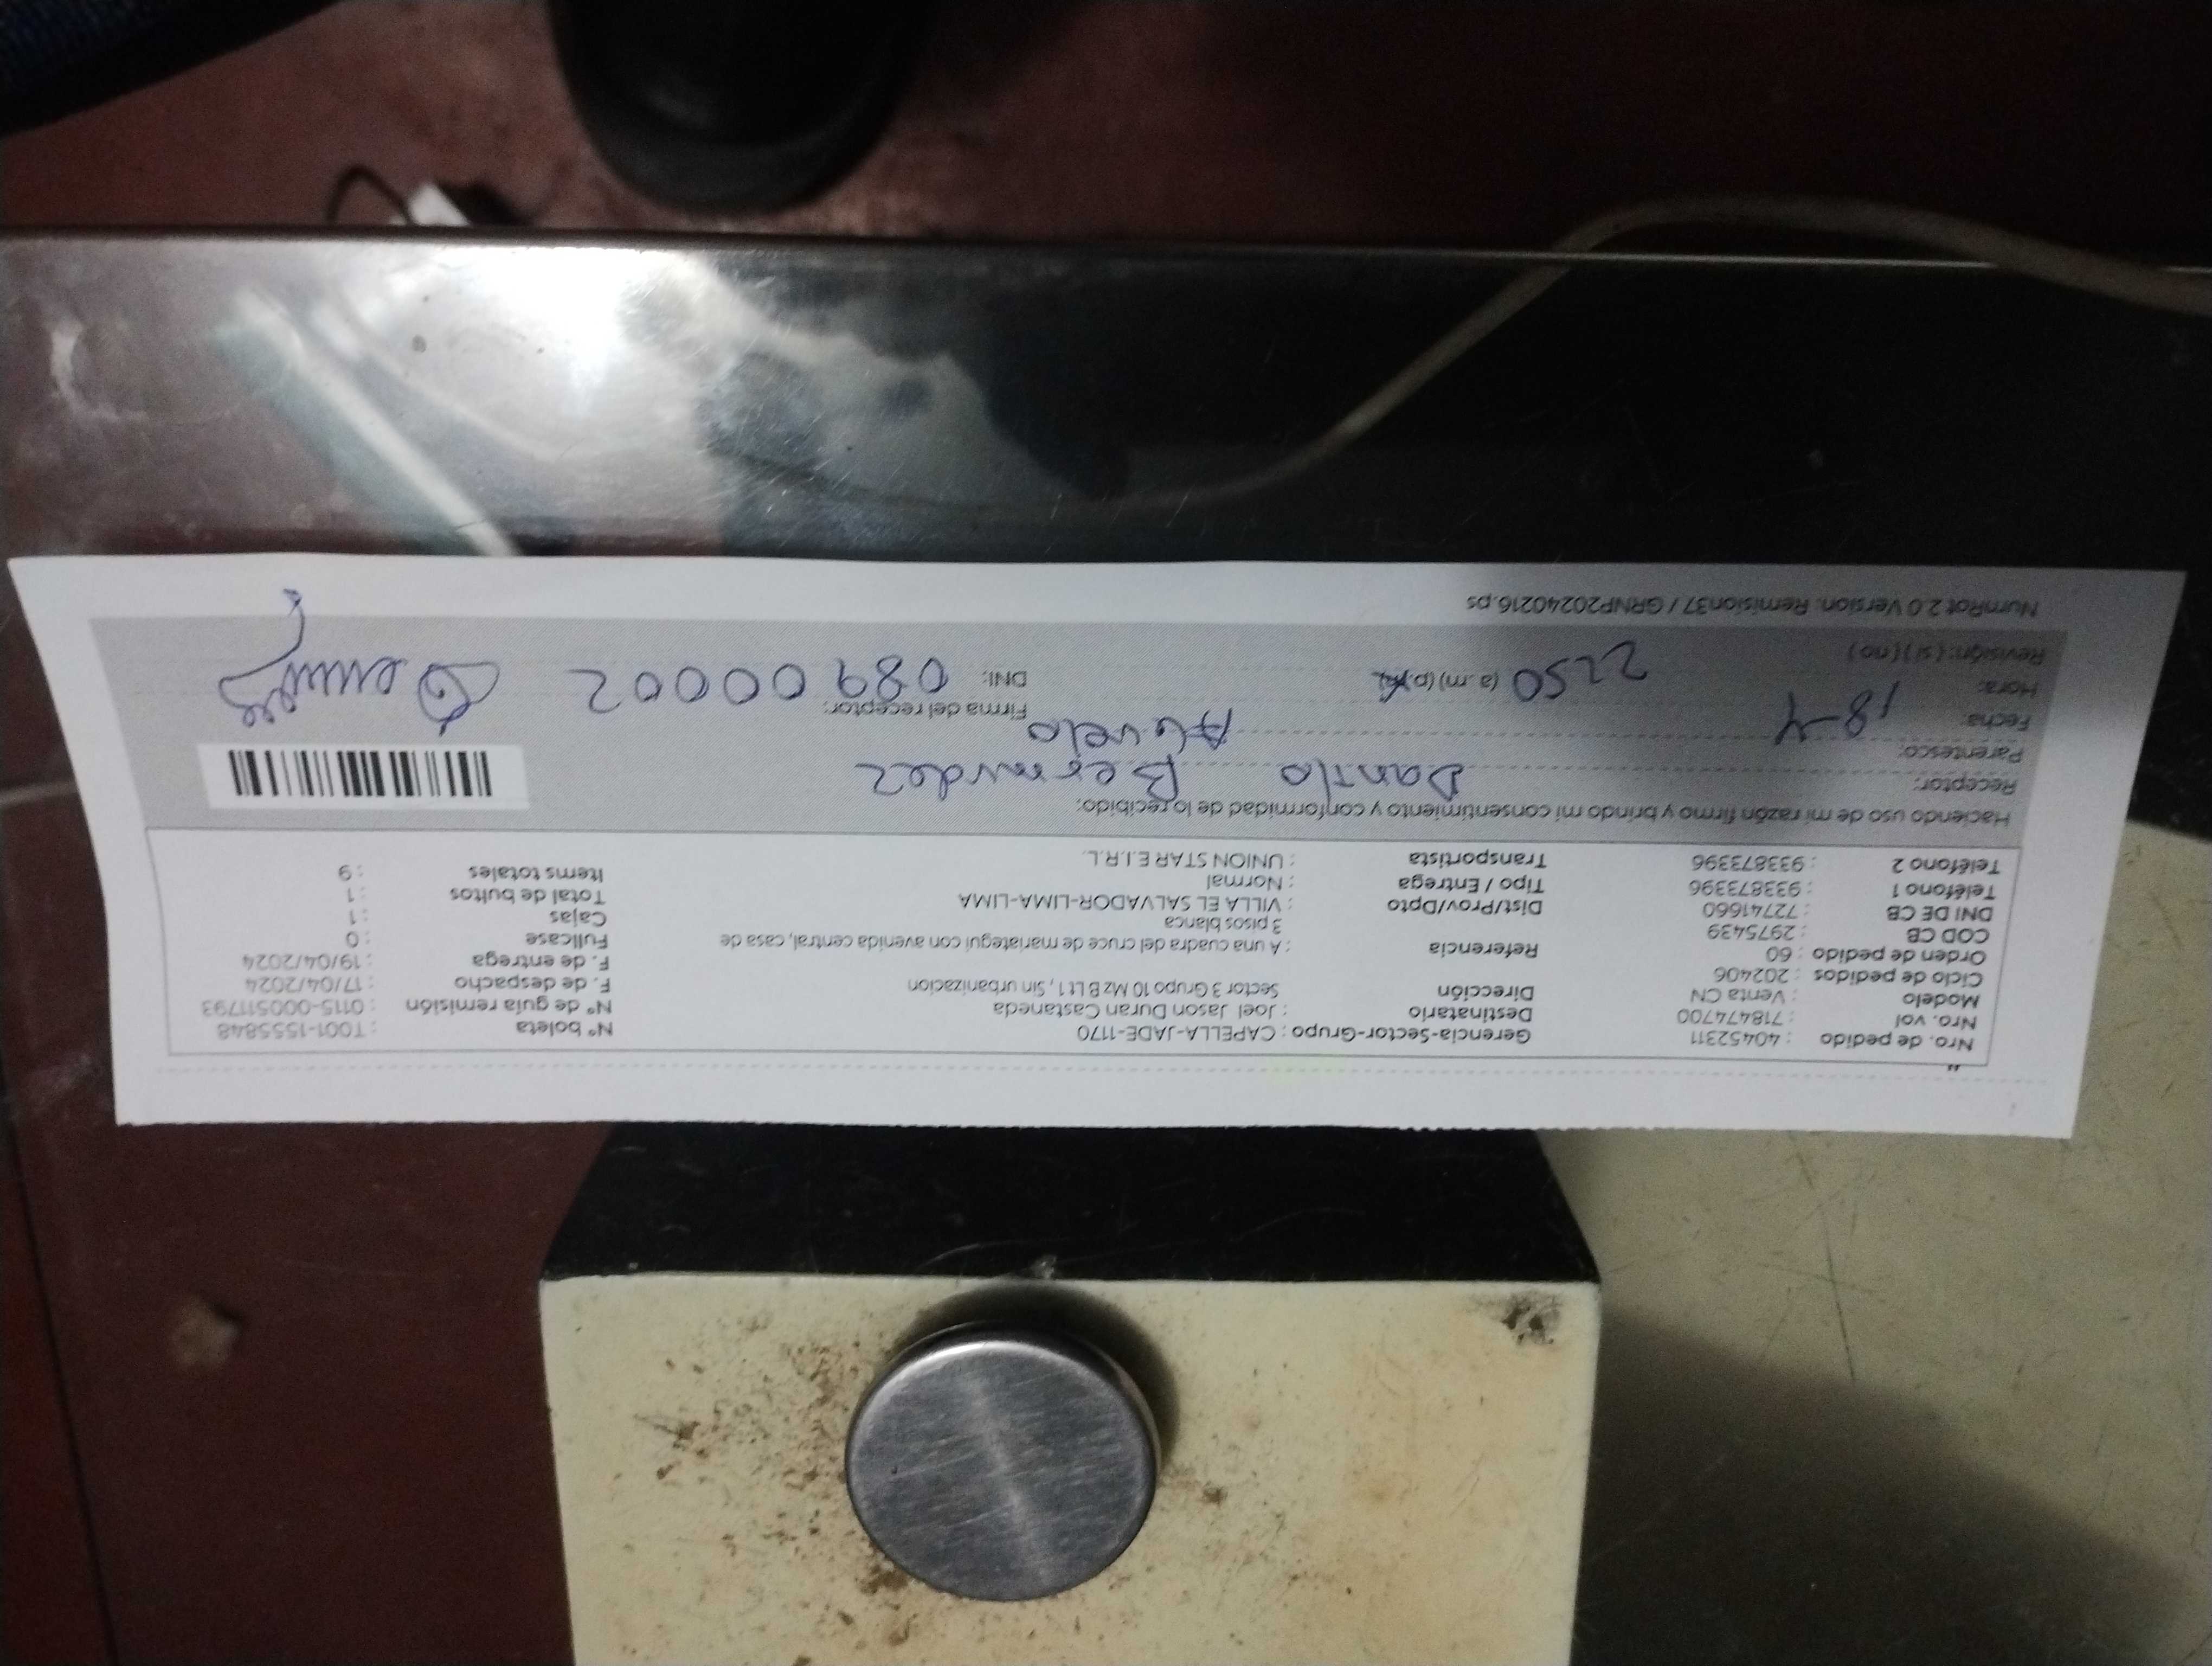 Nro. de pedido : 40452311 Gerencia-Sector-Grupo : CAPELLA-JADE-1170 N° boleta : T001-1555848
Nro. vol : 718474700 Destinatario : Joel Jason Duran Castaneda N° de guía remisión : 0115-000511793
Modelo : Venta CN Dirección Sector 3 Grupo 10 Mz B Lt 1 , Sin urbanizacion F. de despacho : 17/04/2024
Ciclo de pedidos : 202406 F. de entrega : 19/04/2024
Orden de pedido : 60 Referencia : A una cuadra del cruce de mariategui con avenida central, casa de Fullcase : 0
COD CB : 2975439 3 pisos blanca Cajas : 1
DNI DE CB : 72741660 Dist/Prov/Dpto : VILLA EL SALVADOR-LIMA-LIMA Total de bultos : 1
Teléfono 1 : 933873396 Tipo / Entrega : Normal Items totales : 9
Teléfono 2 : 933873396 Transportista : UNION STAR E.I.R.L.
Haciendo uso de mi razón firmo y brindo mi consentimiento y conformidad de lo recibido:
Receptor: Danilo Bermudez
Parentesco: Abuelo
Fecha: 18-4 Firma del receptor:
Hora: 2250 (a. m) (p. m) DNI: 08900002
Revisión: ( si ) ( no )
NumRot 2.0 Version. Remision37 / GRNP20240216.ps